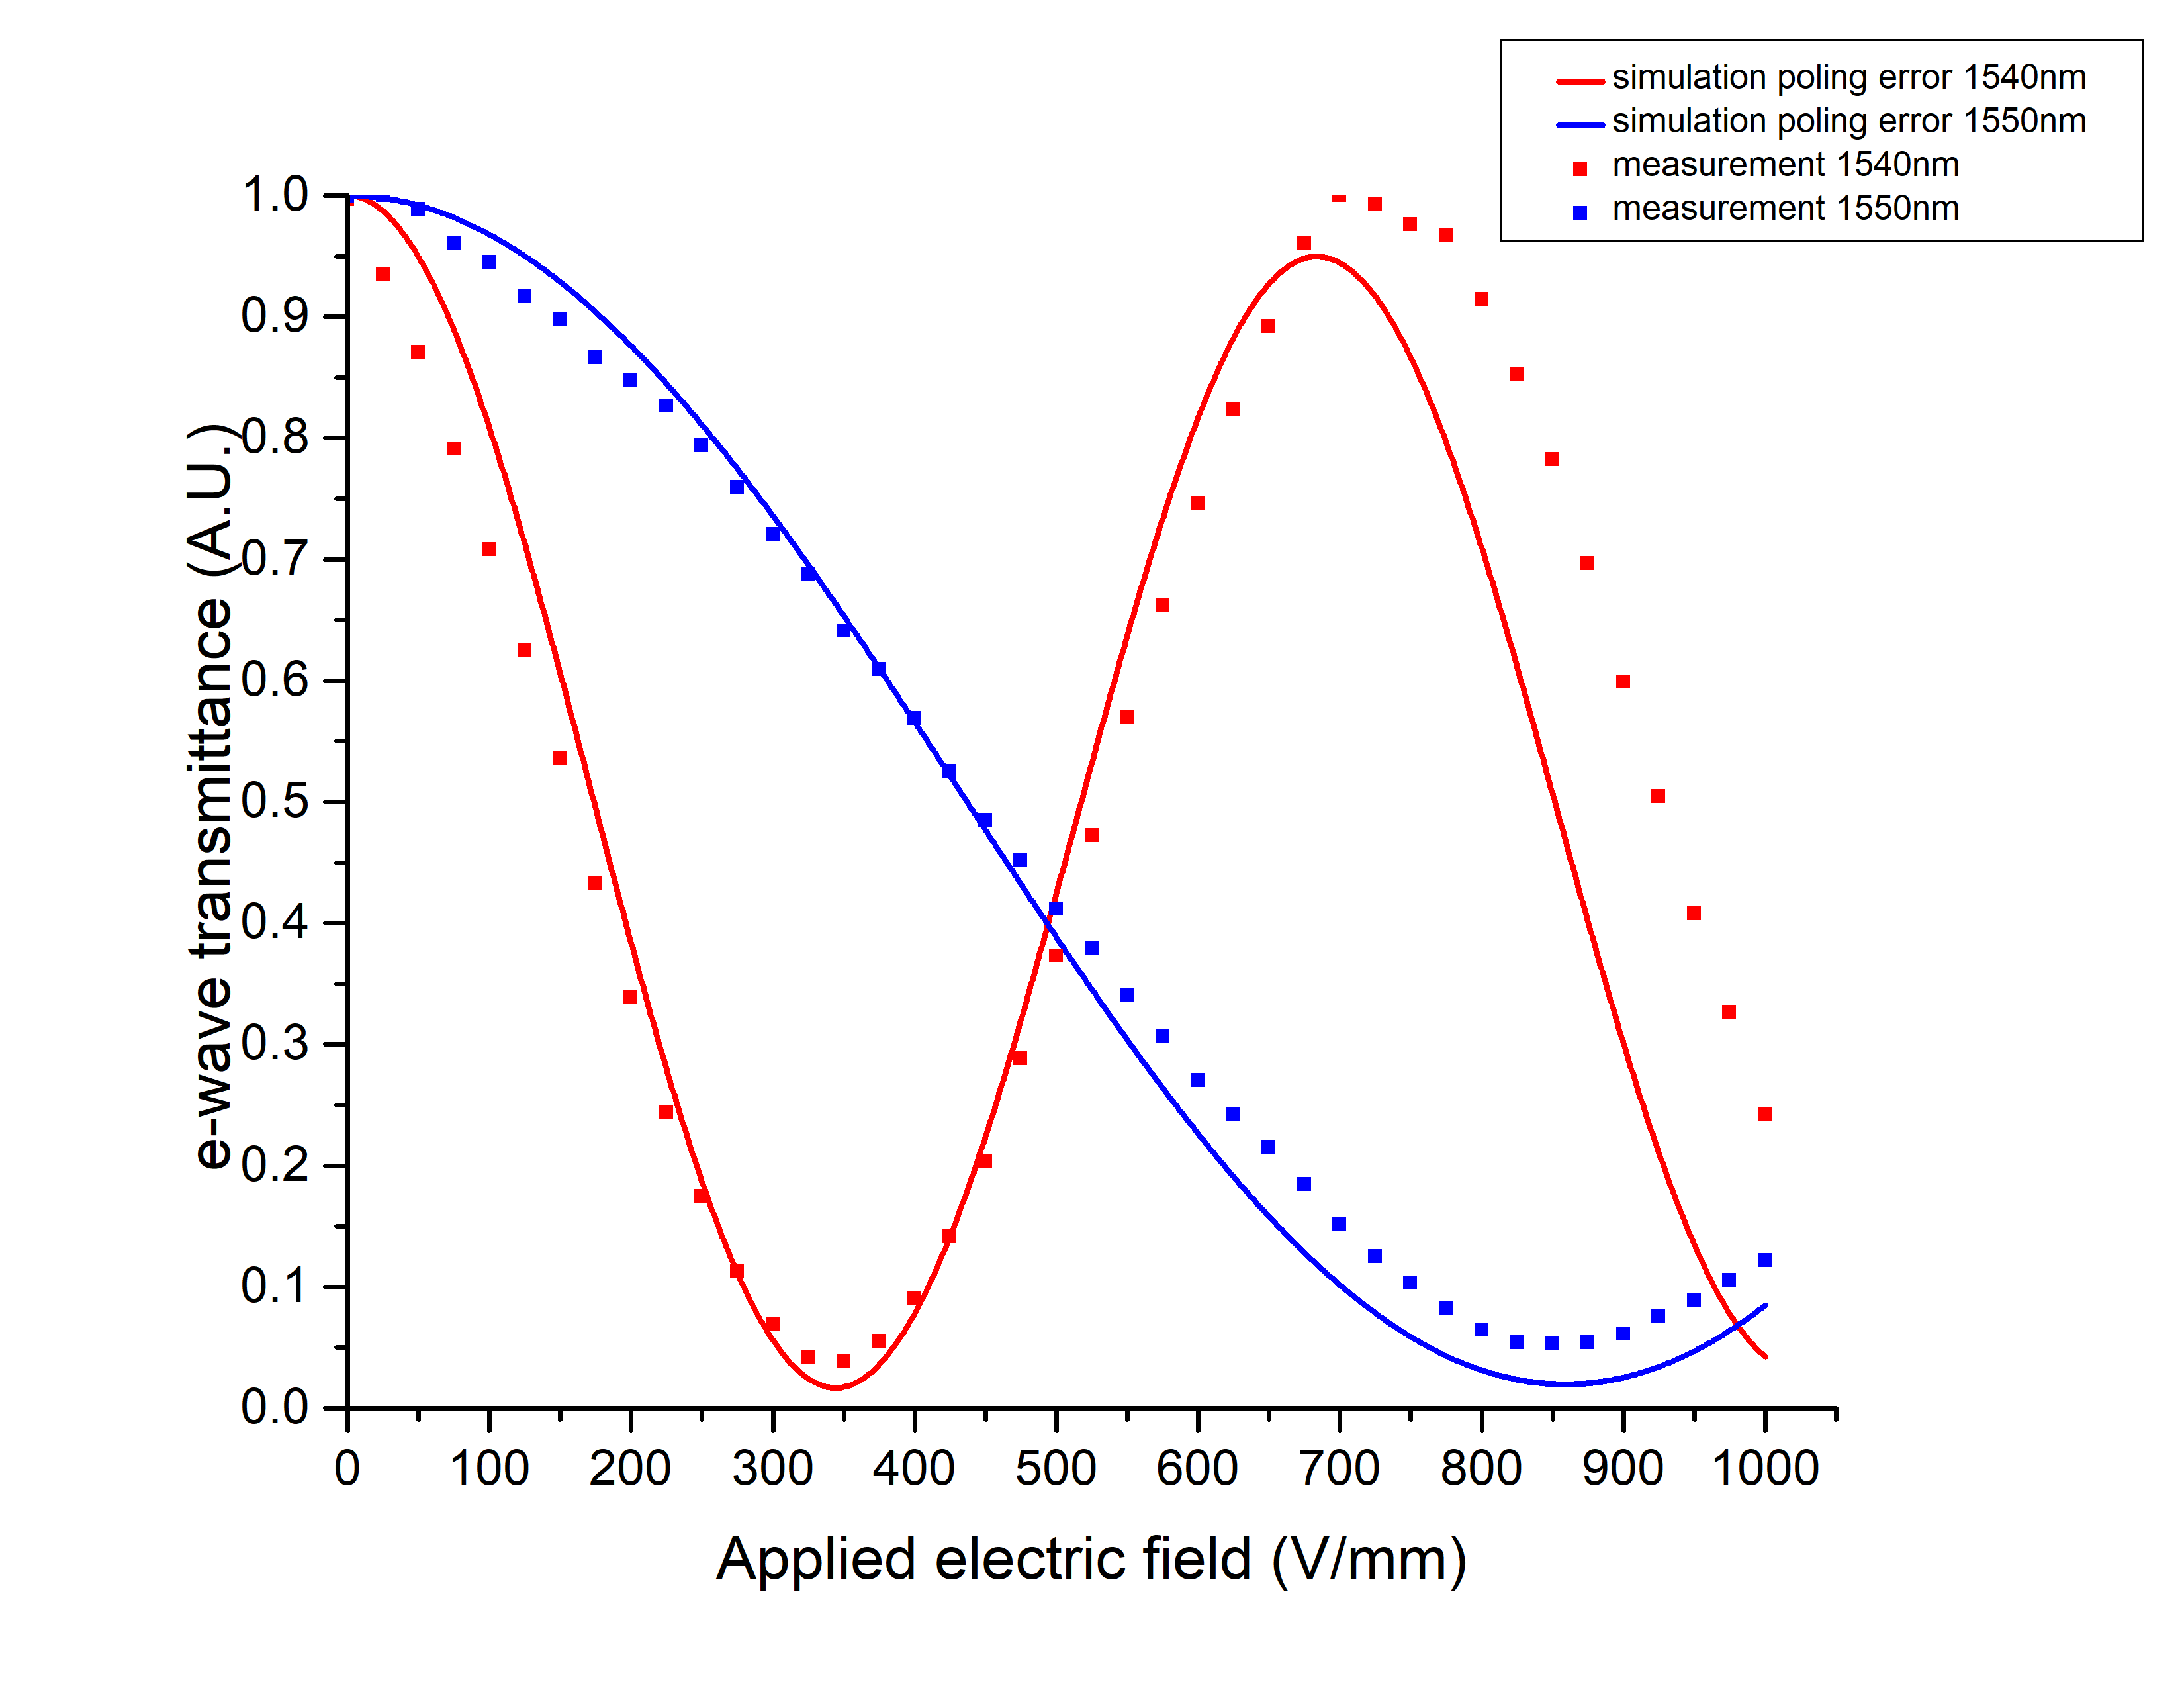 simulation poling error 1540nm
simulation poling error 1550nm
measurement 1540nm
measurement 1550nm
e-wave transmittance (A.U.)
1.0
0.9
0.8
0.7
0.6
0.5
0.4
0.3
0.2
0.1
0.0
0 100 200 300 400 500 600 700 800 900 1000
Applied electric field (V/mm)